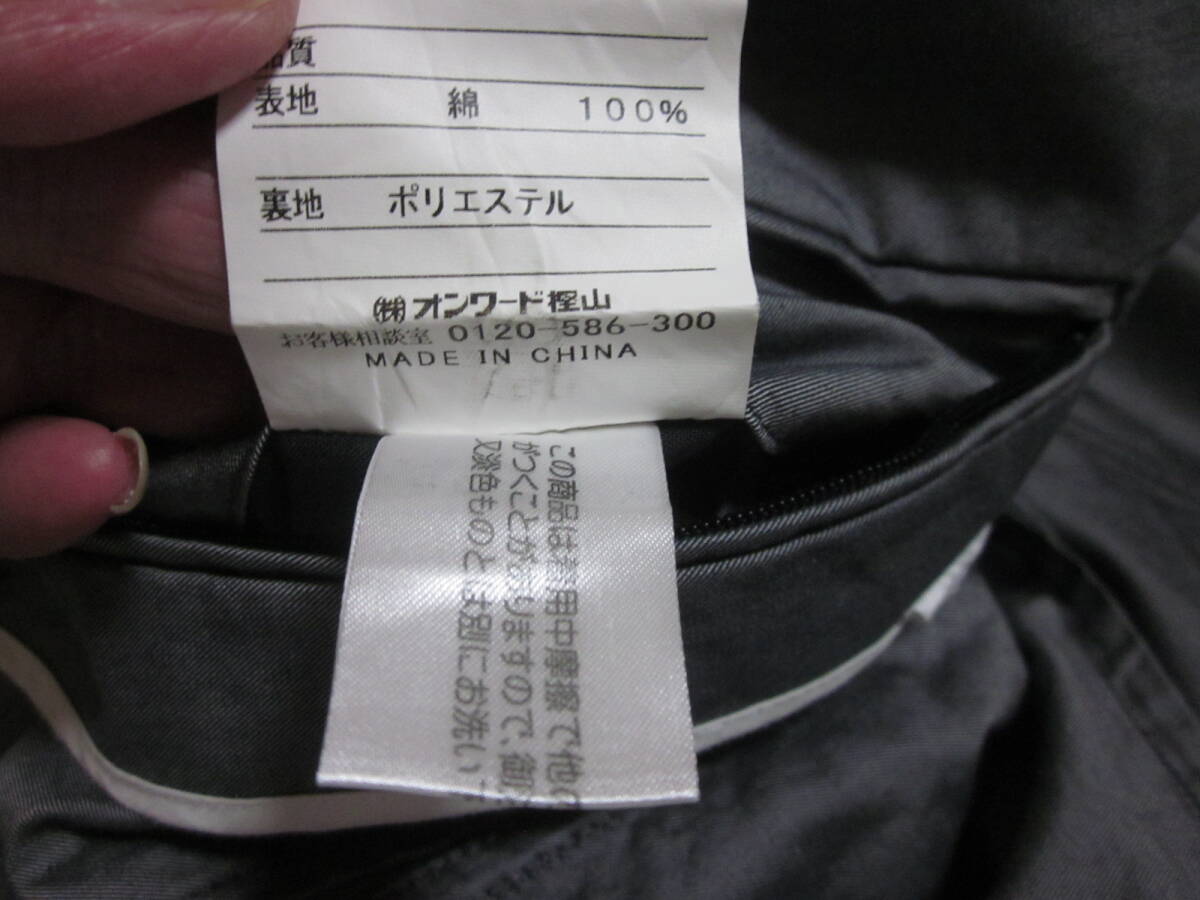 品質
表地 綿 100%
裏地 ポリエステル
㈱オンワード樫山
お客様相談室 0120-586-300
MADE IN CHINA
この商品は着用中摩擦で他の
がつくことがありますので、御
又淡色ものとは別にお洗い